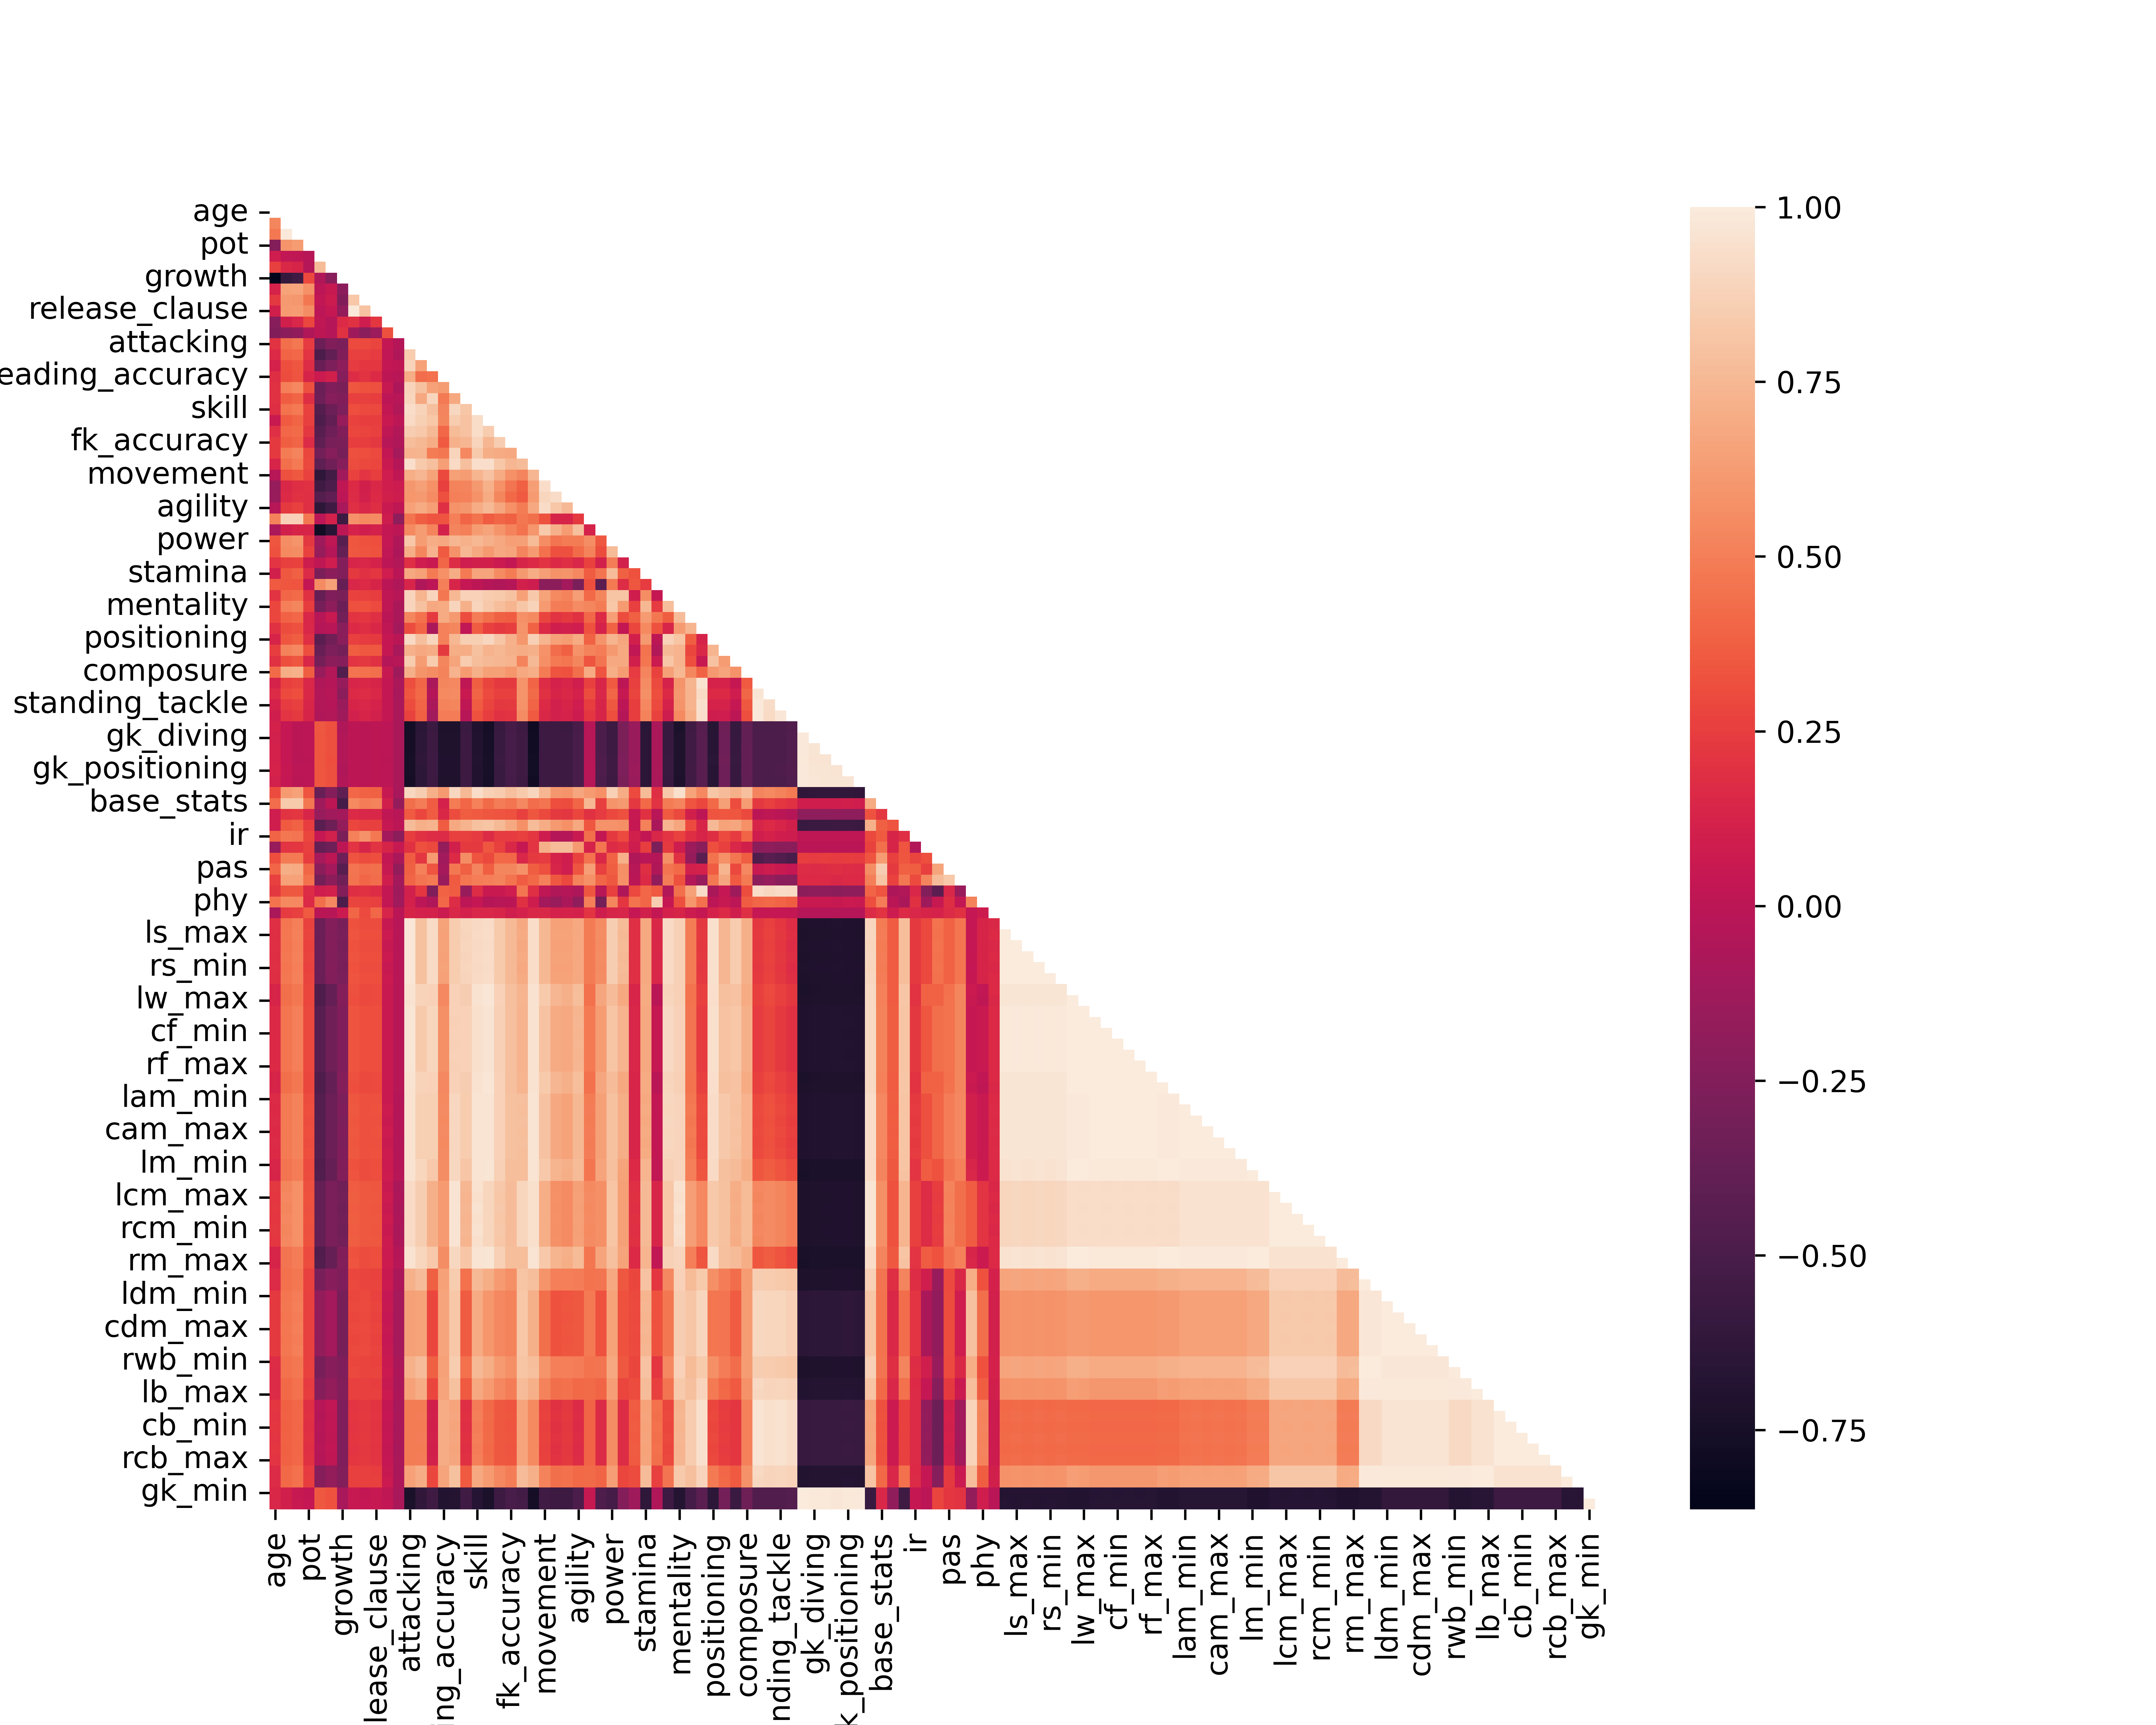 age
pot
growth
release_clause
attacking
eading_accuracy
skill
fk_accuracy
movement
agility
power
stamina
mentality
positioning
composure
standing_tackle
gk_diving
gk_positioning
base_stats
ir
pas
phy
ls_max
rs_min
lw_max
cf_min
rf_max
lam_min
cam_max
lm_min
lcm_max
rcm_min
rm_max
ldm_min
cdm_max
rwb_min
lb_max
cb_min
rcb_max
gk_min
age
pot
growth
lease_clause
attacking
ing_accuracy
skill
fk_accuracy
movement
agility
power
stamina
mentality
positioning
composure
nding_tackle
gk_diving
k_positioning
base_stats
ir
pas
phy
ls_max
rs_min
lw_max
cf_min
rf_max
lam_min
cam_max
lm_min
lcm_max
rcm_min
rm_max
ldm_min
cdm_max
rwb_min
lb_max
cb_min
rcb_max
gk_min
1.00
0.75
0.50
0.25
0.00
−0.25
−0.50
−0.75